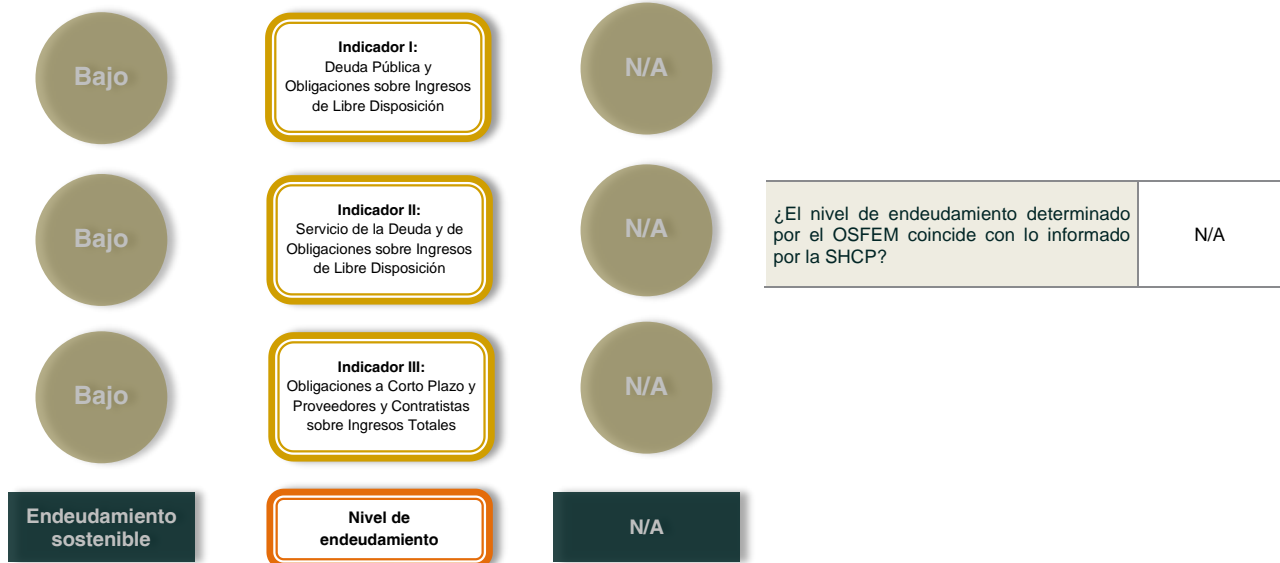 Bajo
Indicador I:
Deuda Pública y
Obligaciones sobre Ingresos
de Libre Disposición
N/A
Bajo
Indicador II:
Servicio de la Deuda y de
Obligaciones sobre Ingresos
de Libre Disposición
N/A
¿El nivel de endeudamiento determinado
por el OSFEM coincide con lo informado
por la SHCP?
N/A
Bajo
Indicador III:
Obligaciones a Corto Plazo y
Proveedores y Contratistas
sobre Ingresos Totales
N/A
Endeudamiento
sostenible
Nivel de
endeudamiento
N/A